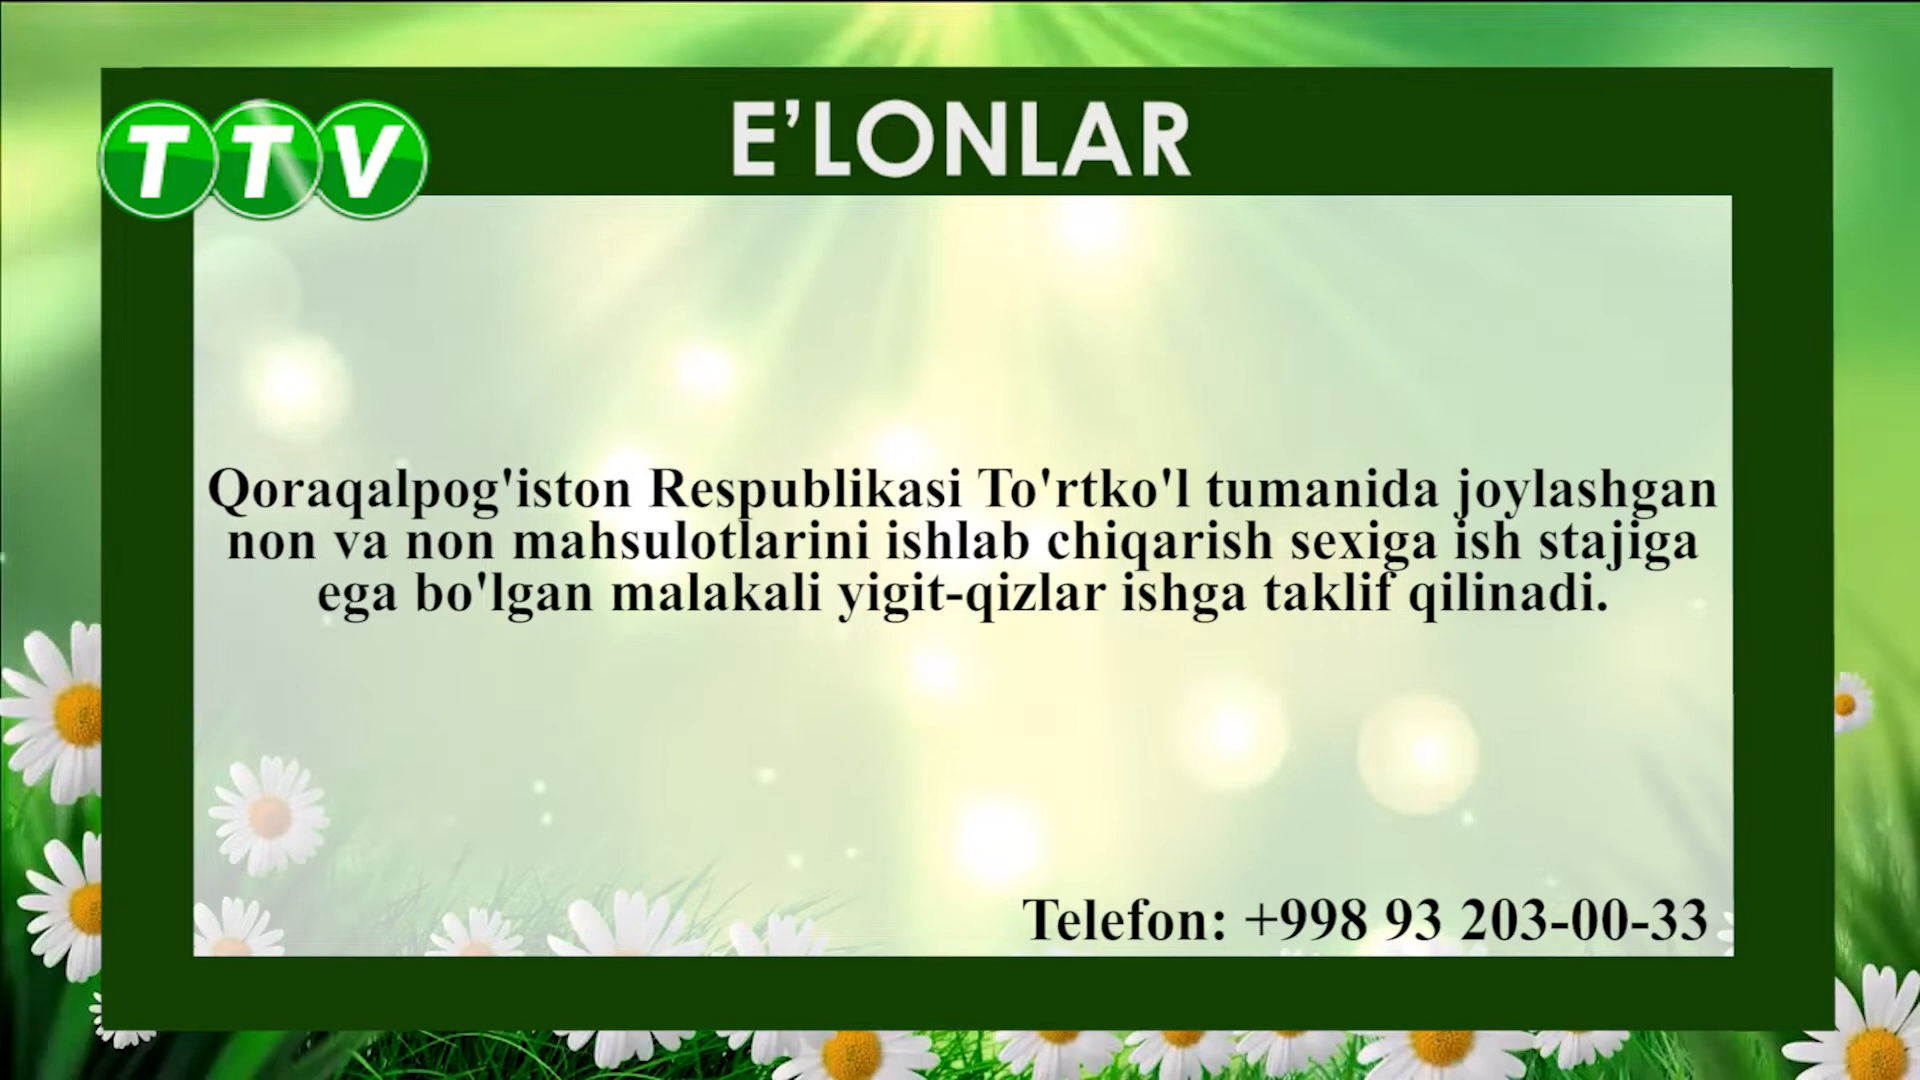 TTV
E’LONLAR
Qoraqalpog'iston Respublikasi To'rtko'l tumanida joylashgan
non va non mahsulotlarini ishlab chiqarish sexiga ish stajiga
ega bo'lgan malakali yigit-qizlar ishga taklif qilinadi.
Telefon: +998 93 203-00-33